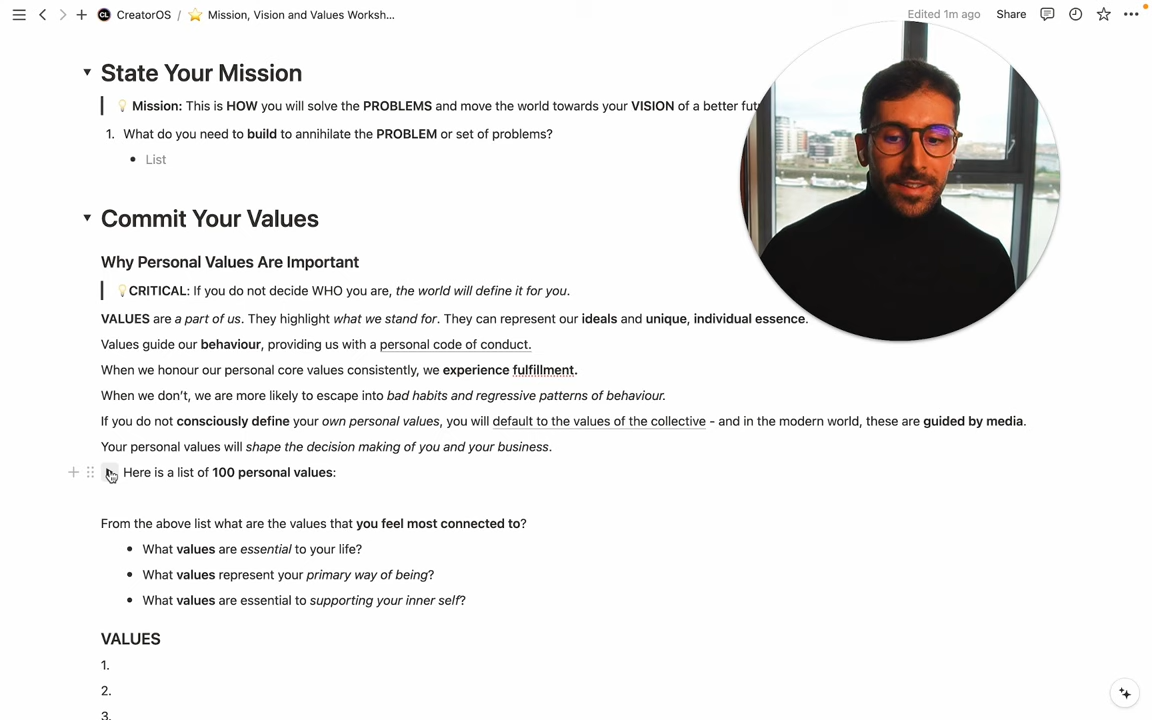 CreatorOS / ⭐ Mission, Vision and Values Worksh...
Edited 1m ago Share
State Your Mission
💡 Mission: This is HOW you will solve the PROBLEMS and move the world towards your VISION of a better
1. What do you need to build to annihilate the PROBLEM or set of problems?
• List
Commit Your Values
Why Personal Values Are Important
💡CRITICAL: If you do not decide WHO you are, the world will define it for you.
VALUES are a part of us. They highlight what we stand for. They can represent our ideals and unique, individual essence.
Values guide our behaviour, providing us with a personal code of conduct.
When we honour our personal core values consistently, we experience fulfillment.
When we don't, we are more likely to escape into bad habits and regressive patterns of behaviour.
If you do not consciously define your own personal values, you will default to the values of the collective - and in the modern world, these are guided by media.
Your personal values will shape the decision making of you and your business.
Here is a list of 100 personal values:
From the above list what are the values that you feel most connected to?
• What values are essential to your life?
• What values represent your primary way of being?
• What values are essential to supporting your inner self?
VALUES
1.
2.
3.